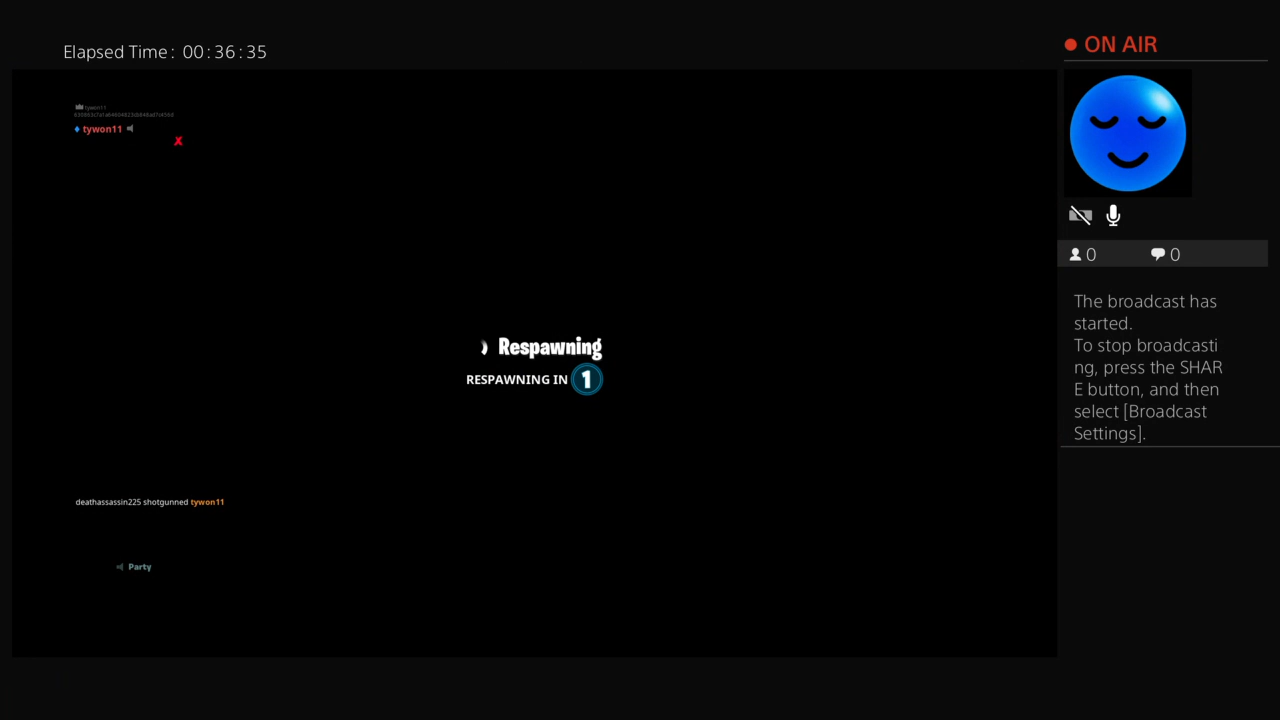 Elapsed Time: 00:36:35
ON AIR
tywon11
tywon11
X
0 0
Respawning
RESPAWNING IN 1
The broadcast has
started.
To stop broadcasti
ng, press the SHAR
E button, and then
select [Broadcast
Settings].
deathassassin225 shotgunned tywon11
Party